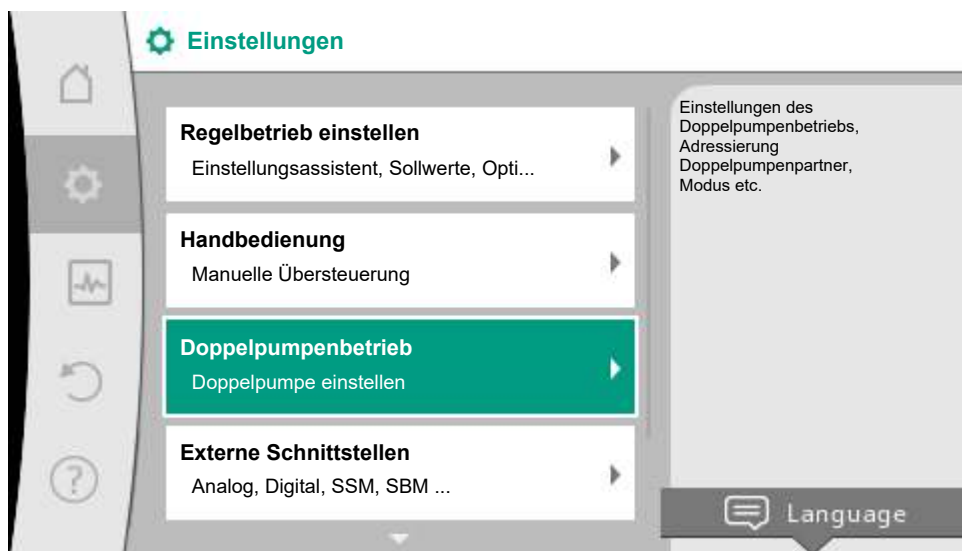 Einstellungen
Regelbetrieb einstellen
Einstellungsassistent, Sollwerte, Opti...
Handbedienung
Manuelle Übersteuerung
Doppelpumpenbetrieb
Doppelpumpe einstellen
Externe Schnittstellen
Analog, Digital, SSM, SBM ...
Einstellungen des
Doppelpumpenbetriebs,
Adressierung
Doppelpumpenpartner,
Modus etc.
Language